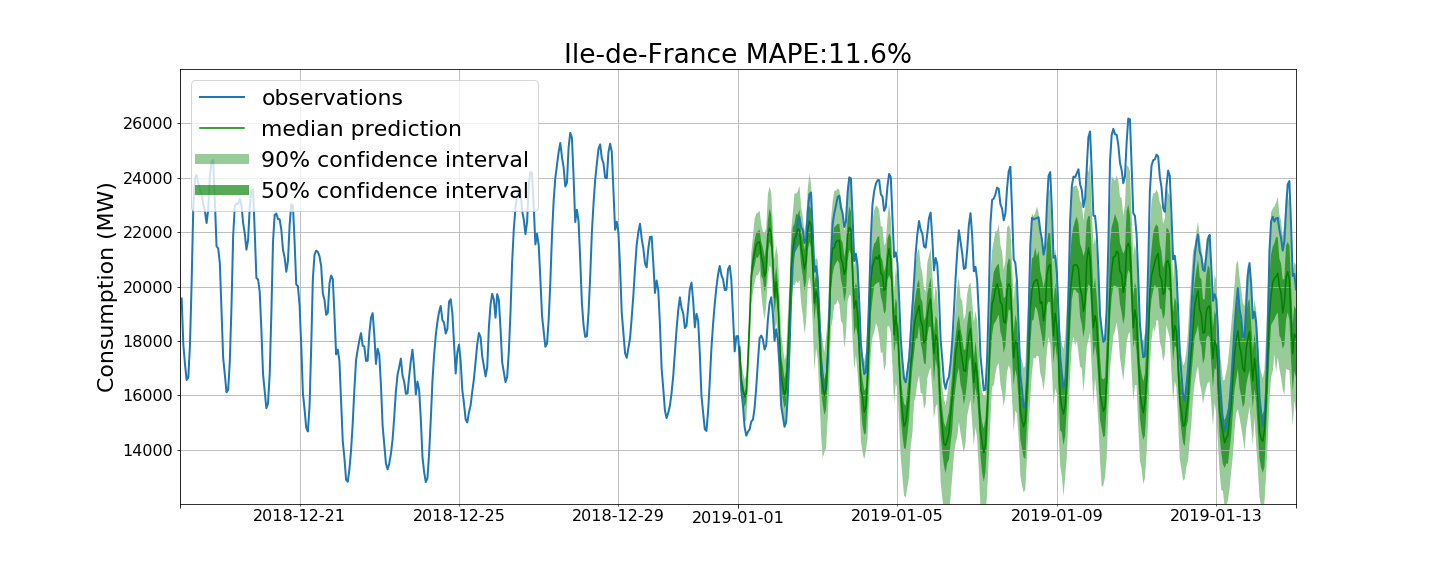 Ile-de-France MAPE:11.6%
observations
median prediction
90% confidence interval
50% confidence interval
Consumption (MW)
26000
24000
22000
20000
18000
16000
14000
2018-12-21
2018-12-25
2018-12-29
2019-01-01
2019-01-05
2019-01-09
2019-01-13